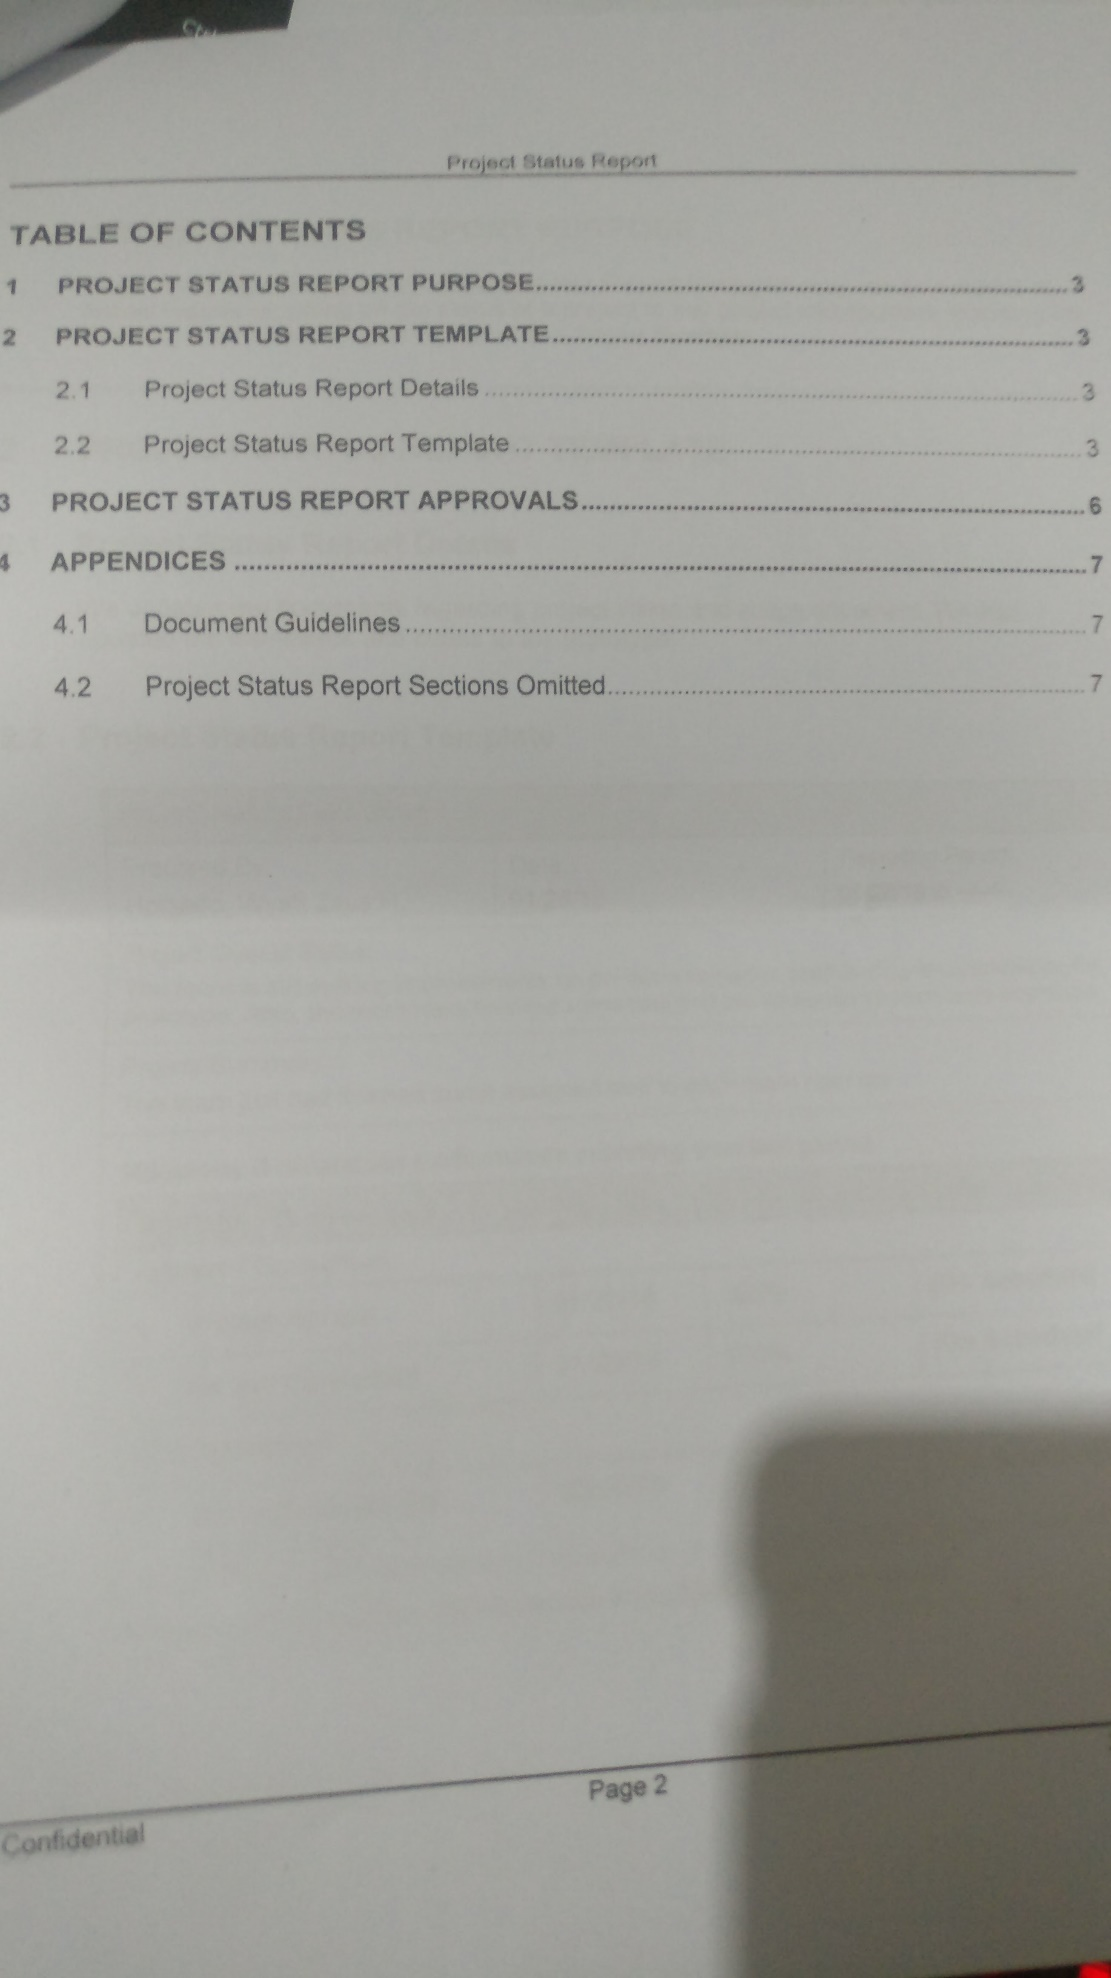 Project Status Report
TABLE OF CONTENTS
1 PROJECT STATUS REPORT PURPOSE..........3
2 PROJECT STATUS REPORT TEMPLATE..........3
2.1 Project Status Report Details..........3
2.2 Project Status Report Template..........3
3 PROJECT STATUS REPORT APPROVALS..........6
4 APPENDICES..........7
4.1 Document Guidelines..........7
4.2 Project Status Report Sections Omitted..........7
Page 2
Confidential